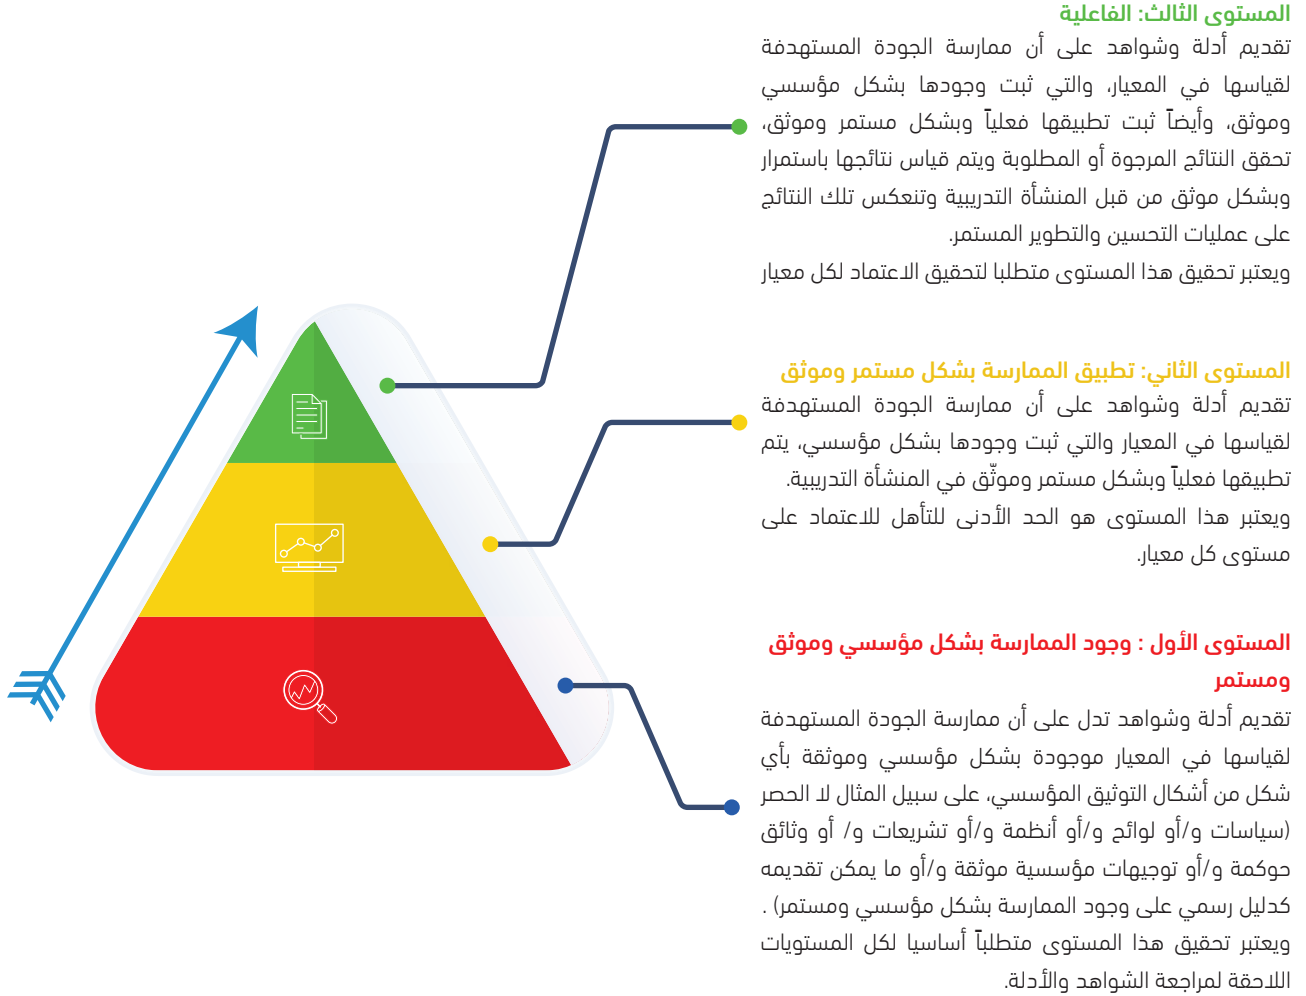 المستوى الثالث: الفاعلية
تقديم أدلة وشواهد على أن ممارسة الجودة المستهدفة
لقياسها في المعيار، والتي ثبت وجودها بشكل مؤسسي
وموثق، وأيضاً ثبت تطبيقها فعلياً وبشكل مستمر وموثق،
تحقق النتائج المرجوة أو المطلوبة ويتم قياس نتائجها باستمرار
وبشكل موثق من قبل المنشأة التدريبية وتنعكس تلك النتائج
على عمليات التحسين والتطوير المستمر.
ويعتبر تحقيق هذا المستوى متطلبا لتحقيق الاعتماد لكل معيار
المستوى الثاني: تطبيق الممارسة بشكل مستمر وموثق
تقديم أدلة وشواهد على أن ممارسة الجودة المستهدفة
لقياسها في المعيار والتي ثبت وجودها بشكل مؤسسي، يتم
تطبيقها فعلياً وبشكل مستمر وموثّق في المنشأة التدريبية.
ويعتبر هذا المستوى هو الحد الأدنى للتأهل للاعتماد على
مستوى كل معيار.
المستوى الأول : وجود الممارسة بشكل مؤسسي وموثق
ومستمر
تقديم أدلة وشواهد تدل على أن ممارسة الجودة المستهدفة
لقياسها في المعيار موجودة بشكل مؤسسي وموثقة بأي
شكل من أشكال التوثيق المؤسسي، على سبيل المثال لا الحصر
(سياسات و/أو لوائح و/أو أنظمة و/أو تشريعات و/ أو وثائق
حوكمة و/أو توجيهات مؤسسية موثقة و/أو ما يمكن تقديمه
كدليل رسمي على وجود الممارسة بشكل مؤسسي ومستمر) .
ويعتبر تحقيق هذا المستوى متطلباً أساسيا لكل المستويات
اللاحقة لمراجعة الشواهد والأدلة.